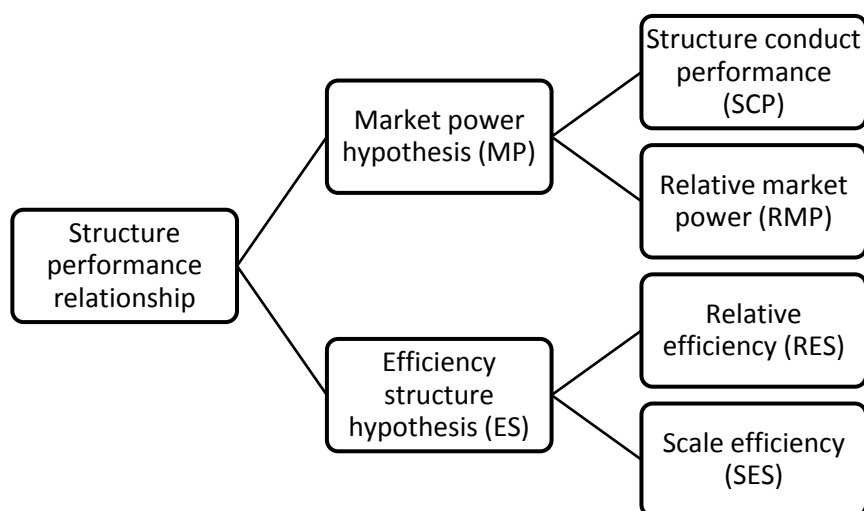 Structure
performance
relationship
Market power
hypothesis (MP)
Structure conduct
performance
(SCP)
Relative market
power (RMP)
Efficiency
structure
hypothesis (ES)
Relative
efficiency (RES)
Scale efficiency
(SES)